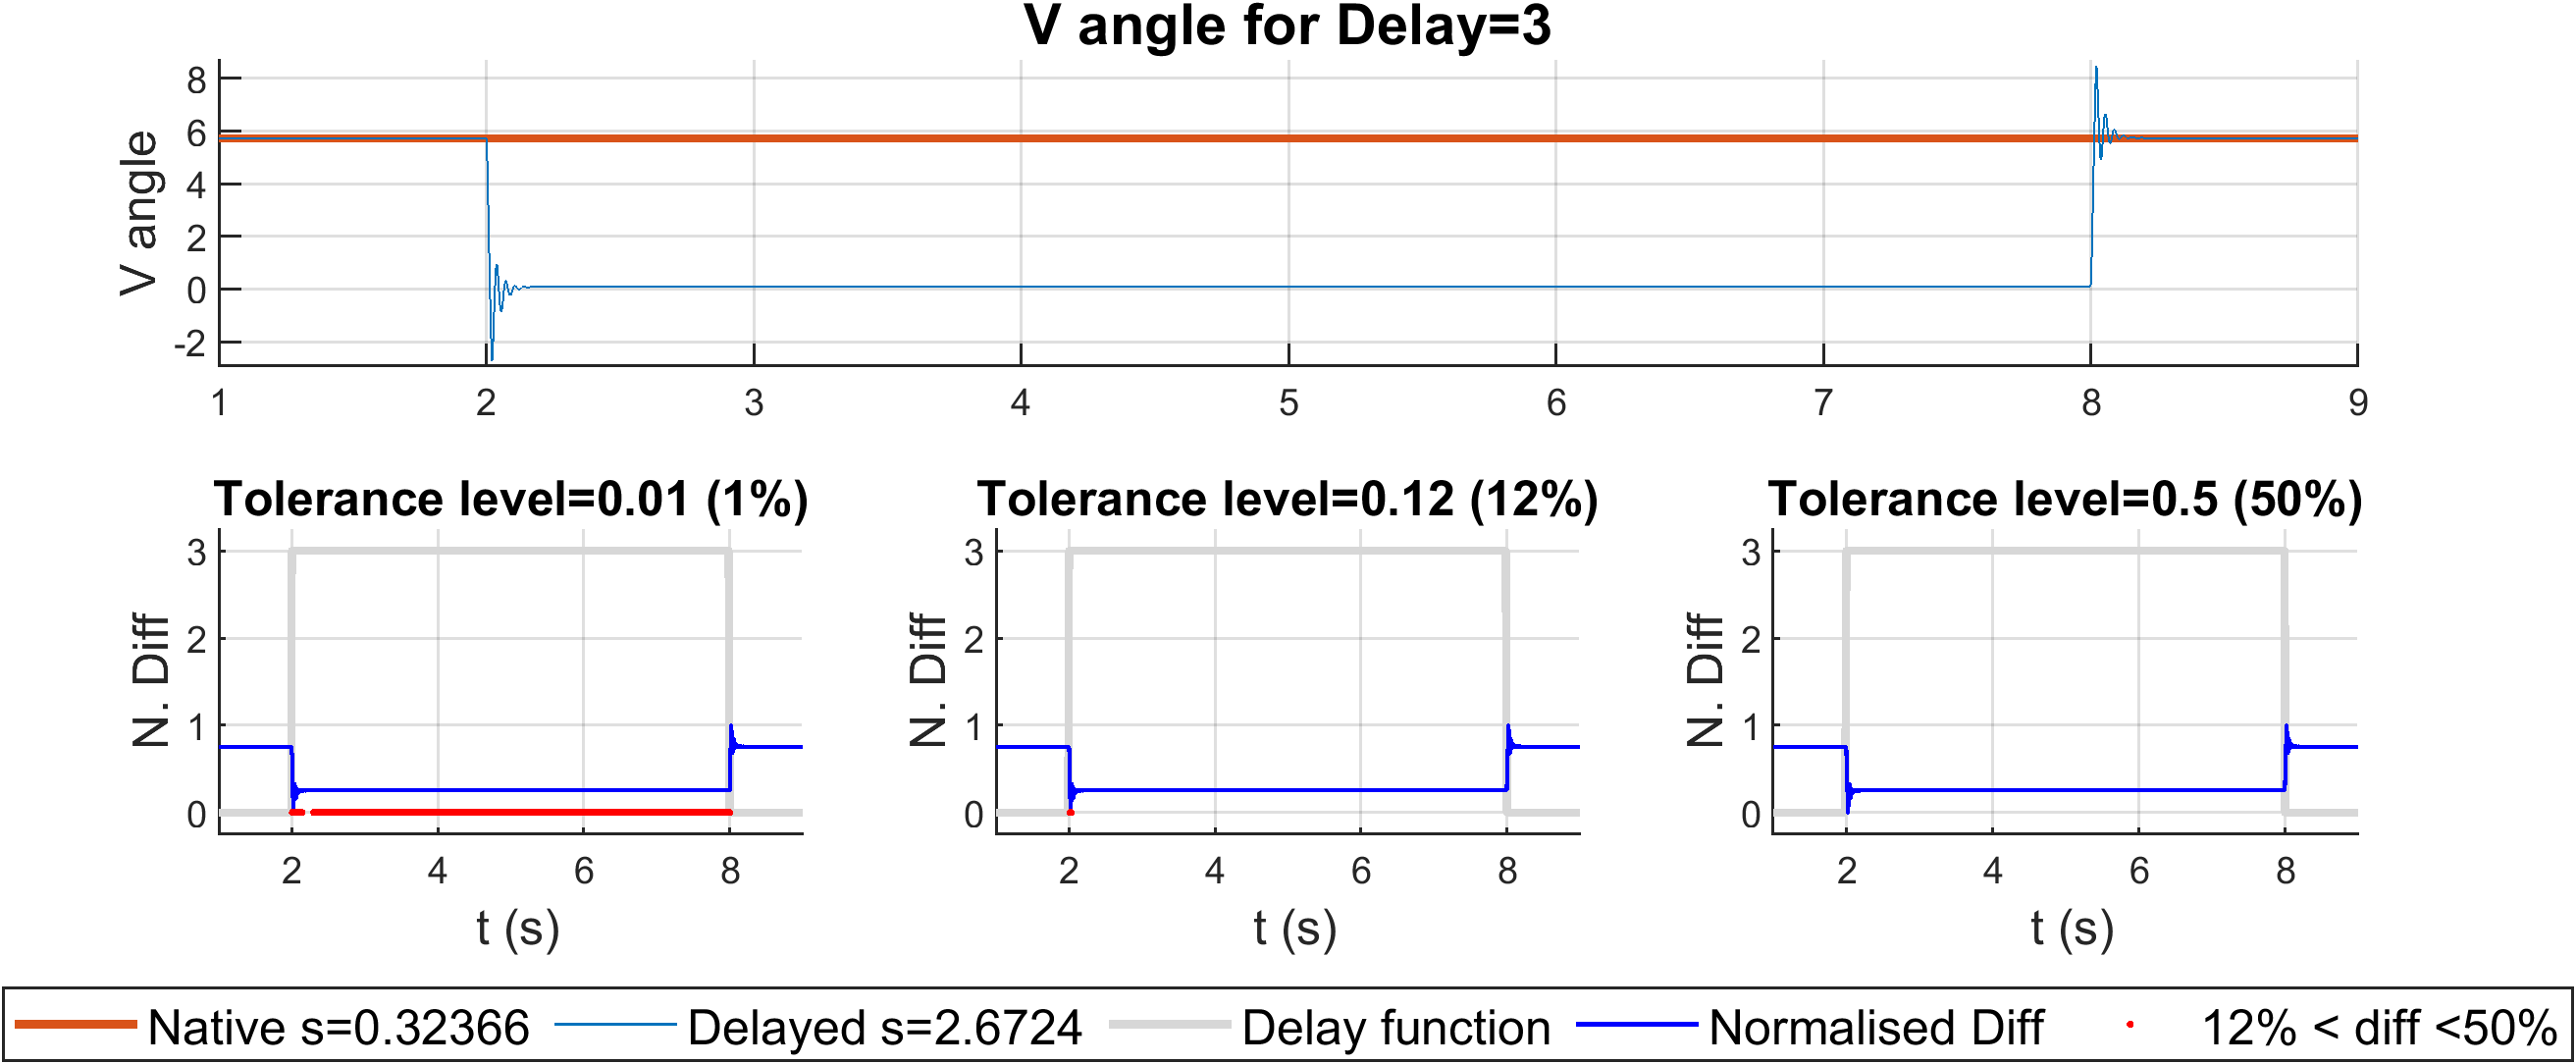 V angle for Delay=3
V angle
8
6
4
2
0
-2
1 2 3 4 5 6 7 8 9
Tolerance level=0.01 (1%)
N. Diff
3
2
1
0
2 4 6 8
t (s)
Tolerance level=0.12 (12%)
N. Diff
3
2
1
0
2 4 6 8
t (s)
Tolerance level=0.5 (50%)
N. Diff
3
2
1
0
2 4 6 8
t (s)
Native s=0.32366 Delayed s=2.6724 Delay function Normalised Diff 12% < diff <50%